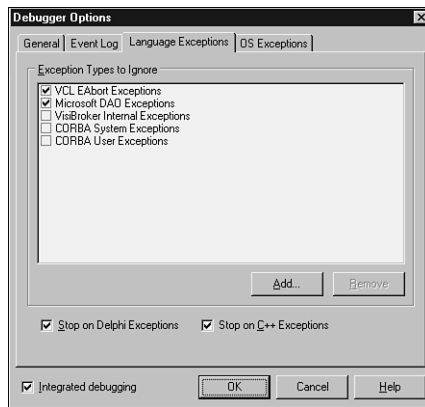 Debugger Options
General Event Log Language Exceptions OS Exceptions
Exception Types to Ignore
VCL EAbort Exceptions
Microsoft DAO Exceptions
VisiBroker Internal Exceptions
CORBA System Exceptions
CORBA User Exceptions
Add... Remove
Stop on Delphi Exceptions Stop on C++ Exceptions
Integrated debugging OK Cancel Help